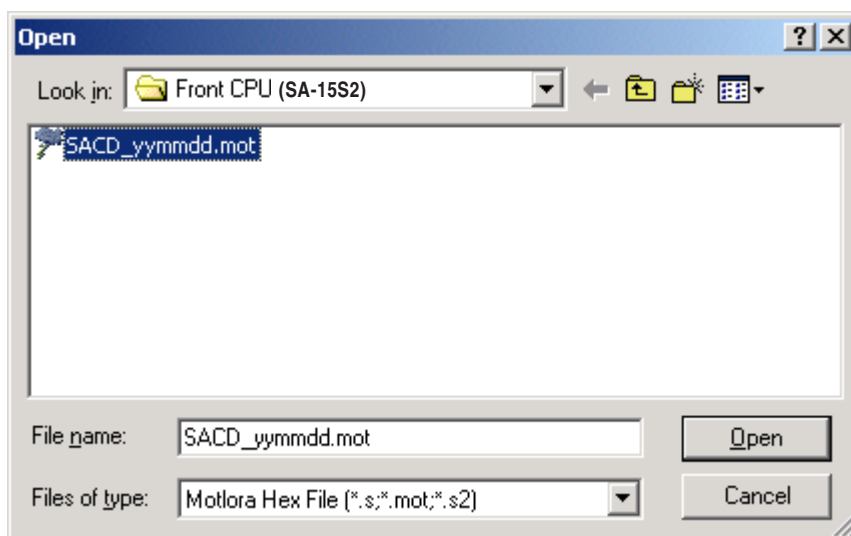 Open
Look in: Front CPU (SA-15S2)
SACD_yymmdd.mot
File name: SACD_yymmdd.mot Open
Files of type: Motlora Hex File (*.s;*.mot;*.s2) Cancel